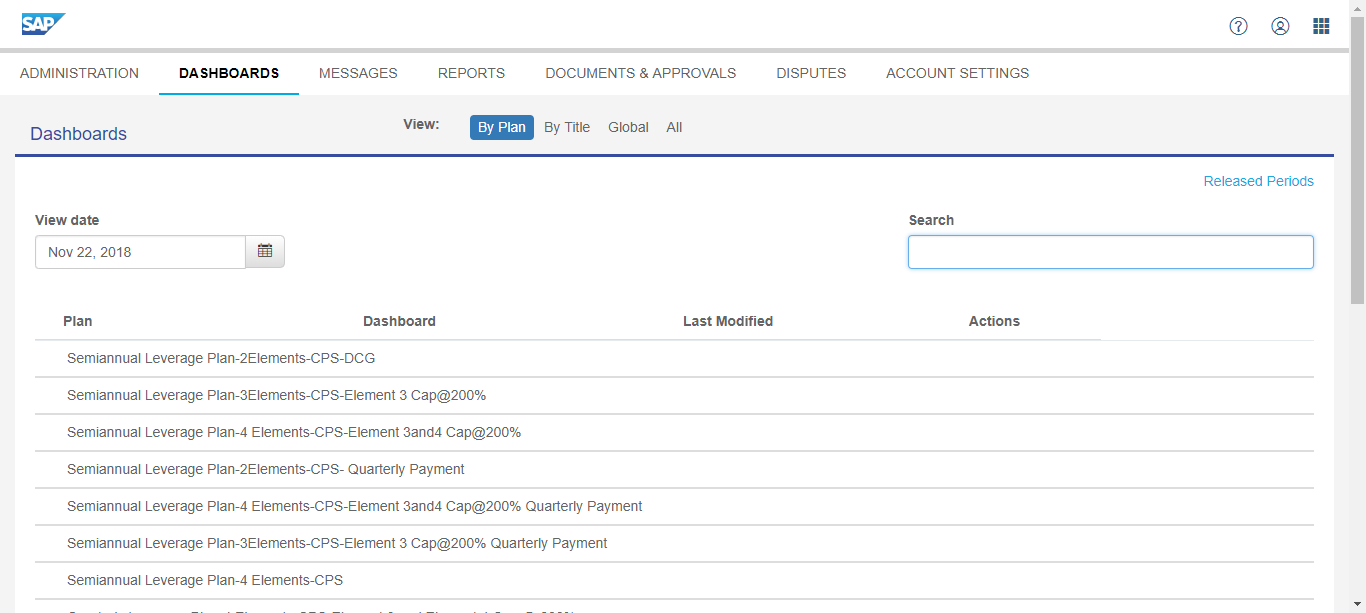 SAP
ADMINISTRATION DASHBOARDS MESSAGES REPORTS DOCUMENTS & APPROVALS DISPUTES ACCOUNT SETTINGS
Dashboards View: By Plan By Title Global All
Released Periods
View date Search
Nov 22, 2018
Plan Dashboard Last Modified Actions
Semiannual Leverage Plan-2Elements-CPS-DCG
Semiannual Leverage Plan-3Elements-CPS-Element 3 Cap@200%
Semiannual Leverage Plan-4 Elements-CPS-Element 3and4 Cap@200%
Semiannual Leverage Plan-2Elements-CPS- Quarterly Payment
Semiannual Leverage Plan-4 Elements-CPS-Element 3and4 Cap@200% Quarterly Payment
Semiannual Leverage Plan-3Elements-CPS-Element 3 Cap@200% Quarterly Payment
Semiannual Leverage Plan-4 Elements-CPS